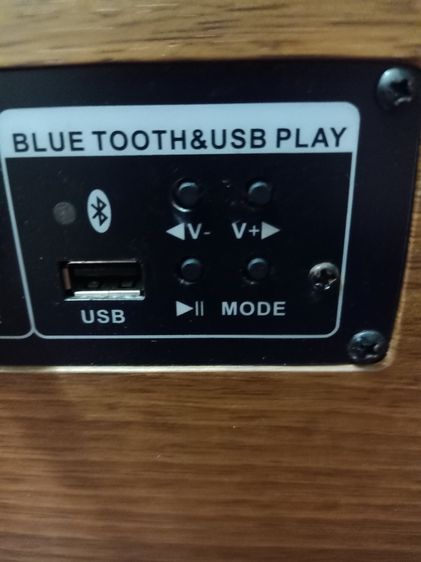 BLUE TOOTH&USB PLAY
◀V- V+▶
USB ▶II MODE